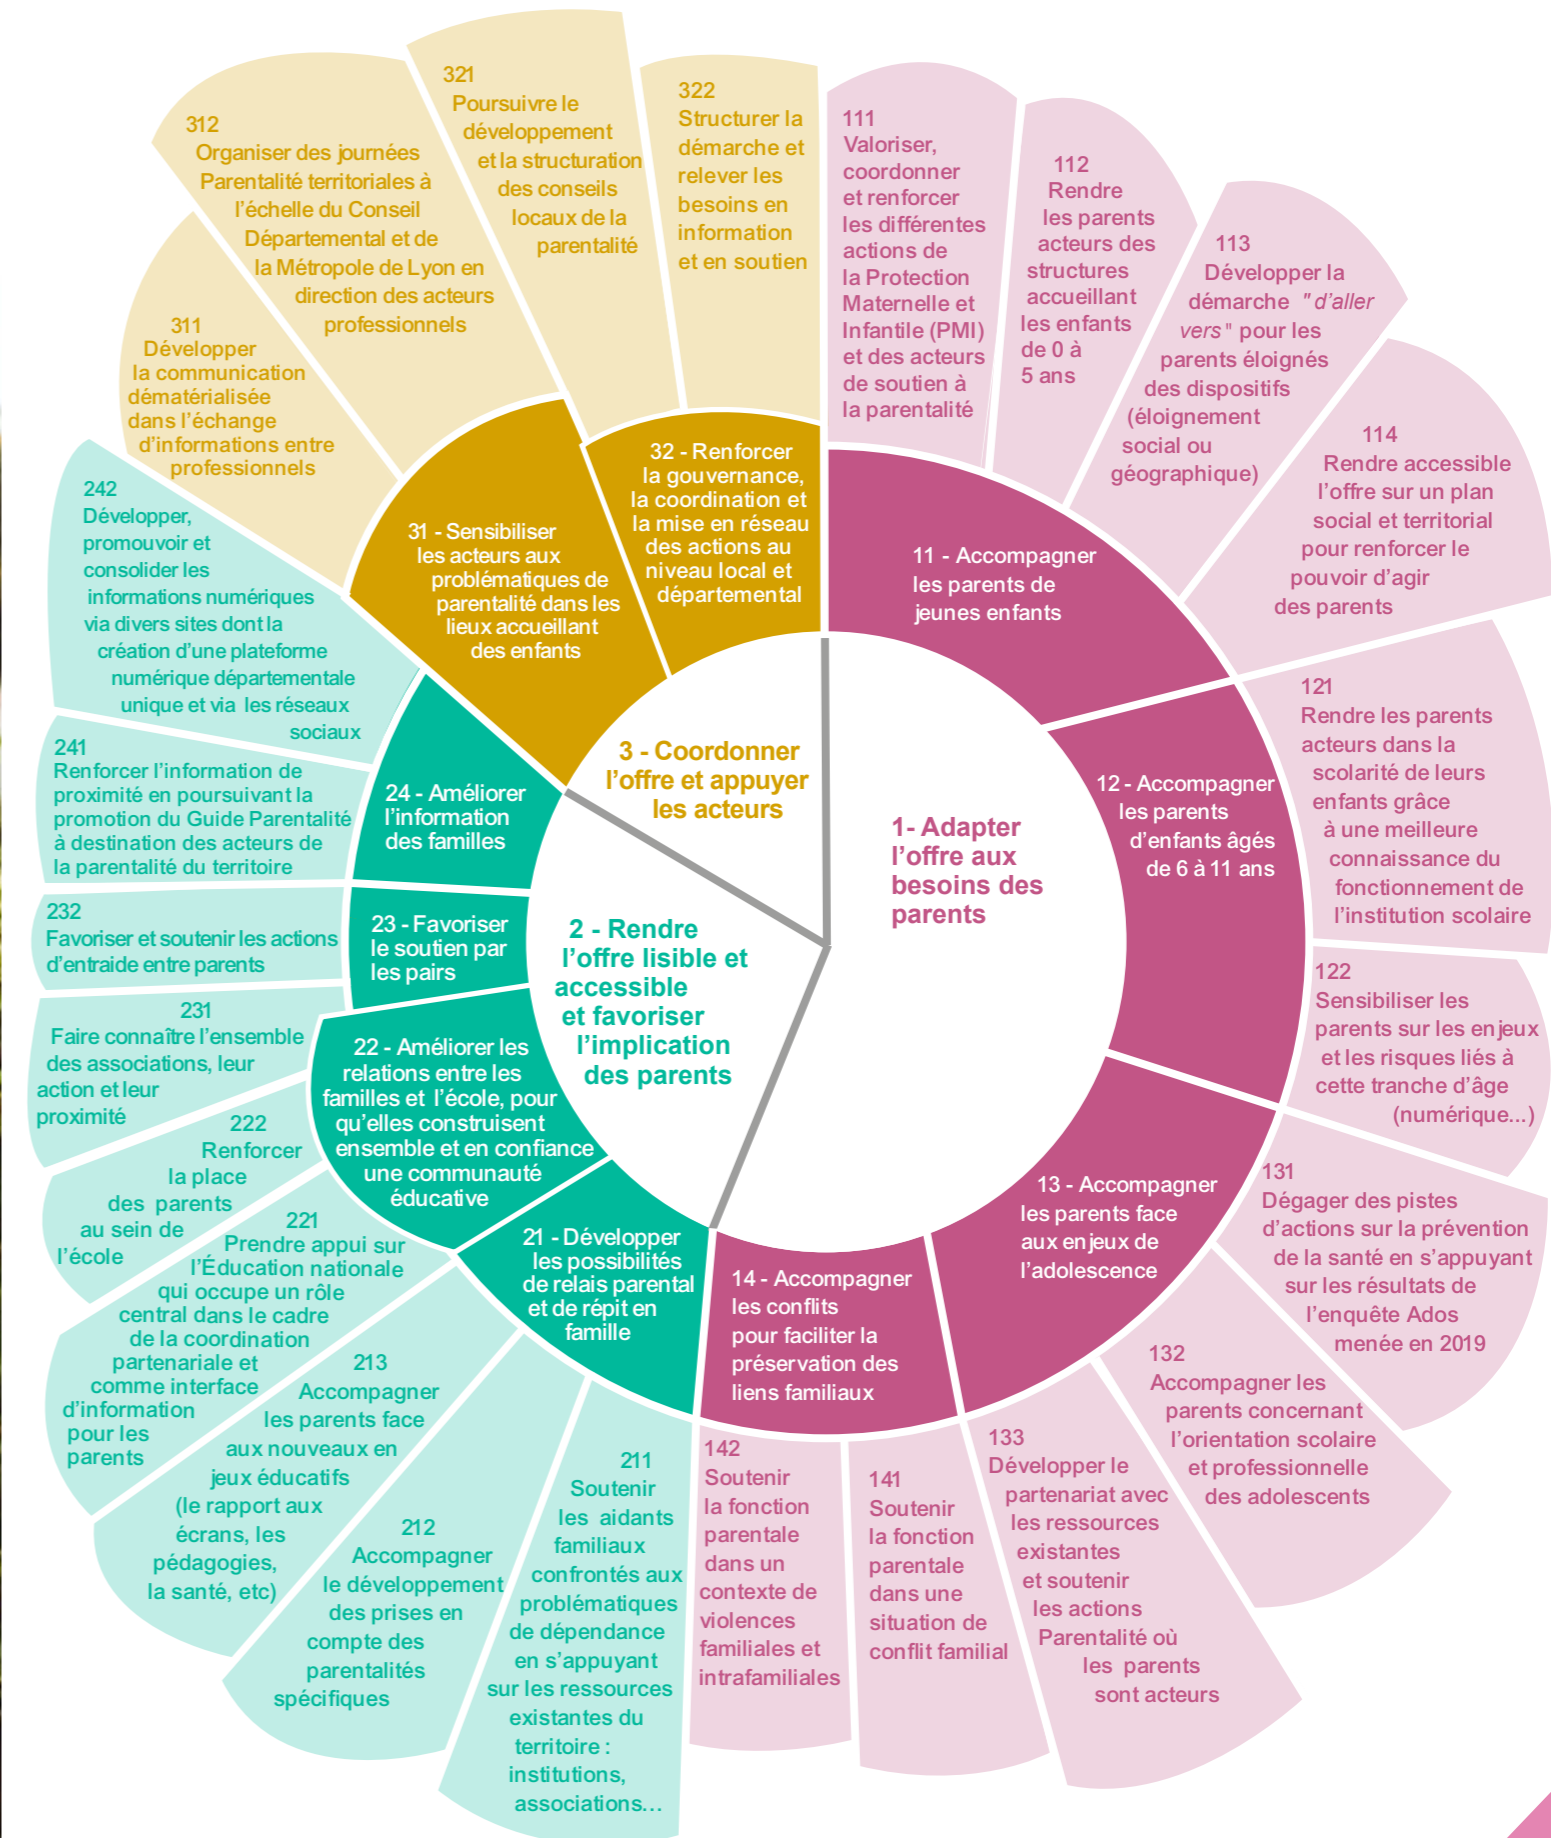 1- Adapter
l’offre aux
besoins des
parents
11 - Accompagner
les parents de
jeunes enfants
111
Valoriser,
coordonner
et renforcer
les différentes
actions de
la Protection
Maternelle et
Infantile (PMI)
et des acteurs
de soutien à
la parentalité
112
Rendre
les parents
acteurs des
structures
accueillant
les enfants
de 0 à
5 ans
113
Développer la
démarche "d’aller
vers" pour les
parents éloignés
des dispositifs
(éloignement
social ou
géographique)
114
Rendre accessible
l’offre sur un plan
social et territorial
pour renforcer le
pouvoir d’agir
des parents
12 - Accompagner
les parents
d’enfants âgés
de 6 à 11 ans
121
Rendre les parents
acteurs dans la
scolarité de leurs
enfants grâce
à une meilleure
connaissance du
fonctionnement de
l’institution scolaire
122
Sensibiliser les
parents sur les enjeux
et les risques liés à
cette tranche d’âge
(numérique...)
13 - Accompagner
les parents face
aux enjeux de
l’adolescence
131
Dégager des pistes
d’actions sur la prévention
de la santé en s’appuyant
sur les résultats de
l’enquête Ados
menée en 2019
132
Accompagner les
parents concernant
l’orientation scolaire
et professionnelle
des adolescents
133
Développer le
partenariat avec
les ressources
existantes
et soutenir
les actions
Parentalité où
les parents
sont acteurs
14 - Accompagner
les conflits
pour faciliter la
préservation des
liens familiaux
141
Soutenir
la fonction
parentale
dans une
situation de
conflit familial
142
Soutenir
la fonction
parentale
dans un
contexte de
violences
familiales et
intrafamiliales
2 - Rendre
l’offre lisible et
accessible
et favoriser
l’implication
des parents
21 - Développer
les possibilités
de relais parental
et de répit en
famille
211
Soutenir
les aidants
familiaux
confrontés aux
problématiques
de dépendance
en s’appuyant
sur les ressources
existantes du
territoire :
institutions,
associations...
212
Accompagner
le développement
des prises en
compte des
parentalités
spécifiques
213
Accompagner
les parents face
aux nouveaux en
jeux éducatifs
(le rapport aux
écrans, les
pédagogies,
la santé, etc)
22 - Améliorer les
relations entre les
familles et l’école, pour
qu’elles construisent
ensemble et en confiance
une communauté
éducative
221
Prendre appui sur
l’Éducation nationale
qui occupe un rôle
central dans le cadre
de la coordination
partenariale et
comme interface
d’information
pour les
parents
222
Renforcer
la place
des parents
au sein de
l’école
23 - Favoriser
le soutien par
les pairs
231
Faire connaître l’ensemble
des associations, leur
action et leur
proximité
232
Favoriser et soutenir les actions
d’entraide entre parents
24 - Améliorer
l’information
des familles
241
Renforcer l’information de
proximité en poursuivant la
promotion du Guide Parentalité
à destination des acteurs de
la parentalité du territoire
242
Développer,
promouvoir et
consolider les
informations numériques
via divers sites dont la
création d’une plateforme
numérique départementale
unique et via les réseaux
sociaux
3 - Coordonner
l’offre et appuyer
les acteurs
31 - Sensibiliser
les acteurs aux
problématiques de
parentalité dans les
lieux accueillant
des enfants
311
Développer
la communication
dématérialisée
dans l’échange
d’informations entre
professionnels
312
Organiser des journées
Parentalité territoriales à
l’échelle du Conseil
Départemental et de
la Métropole de Lyon en
direction des acteurs
professionnels
32 - Renforcer
la gouvernance,
la coordination et
la mise en réseau
des actions au
niveau local et
départemental
321
Poursuivre le
développement
et la structuration
des conseils
locaux de la
parentalité
322
Structurer la
démarche et
relever les
besoins en
information
et en soutien